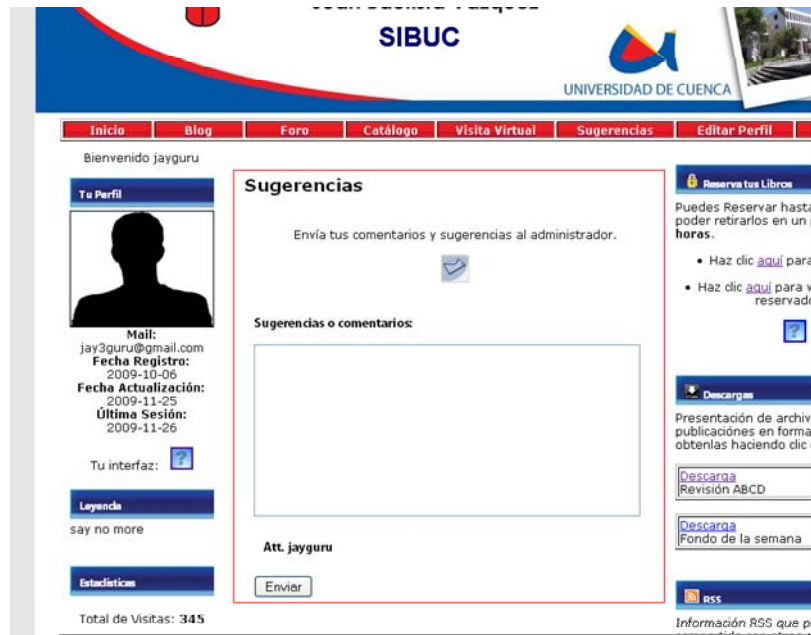 SIBUC
UNIVERSIDAD DE CUENCA
Inicio Blog Foro Catálogo Visita Virtual Sugerencias Editar Perfil
Bienvenido jayguru
Tu Perfil
Mail:
jay3guru@gmail.com
Fecha Registro:
2009-10-06
Fecha Actualización:
2009-11-25
Última Sesión:
2009-11-26
Tu interfaz:
Leyenda
say no more
Estadísticas
Total de Visitas: 345
Sugerencias
Envía tus comentarios y sugerencias al administrador.
Sugerencias o comentarios:
Att. jayguru
Enviar
Reserva tus Libros
Puedes Reservar hasta
poder retirarlos en un
horas.
• Haz clic aquí para
• Haz clic aquí para
reservado
Descargas
Presentación de archiv
publicaciónes en forma
obtenlas haciendo clic
Descarga
Revisión ABCD
Descarga
Fondo de la semana
RSS
Información RSS que p